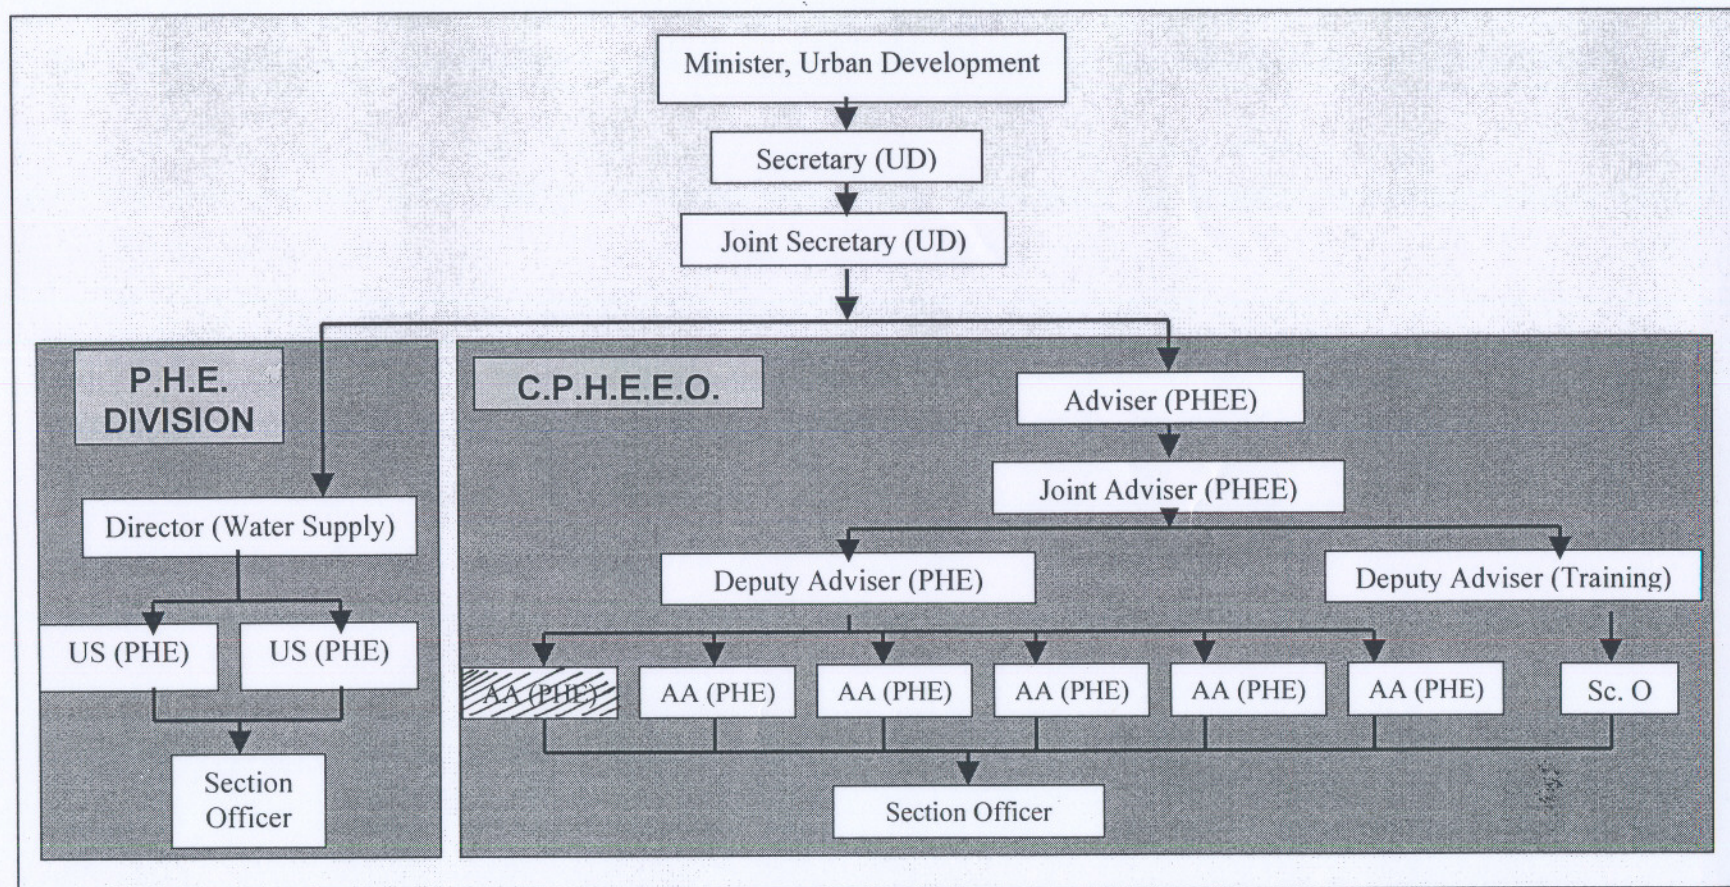 Minister, Urban Development
Secretary (UD)
Joint Secretary (UD)
P.H.E.
DIVISION
Director (Water Supply)
US (PHE)
US (PHE)
Section
Officer
C.P.H.E.E.O.
Adviser (PHEE)
Joint Adviser (PHEE)
Deputy Adviser (PHE)
Deputy Adviser (Training)
AA (PHE)
AA (PHE)
AA (PHE)
AA (PHE)
AA (PHE)
AA (PHE)
Sc. O
Section Officer